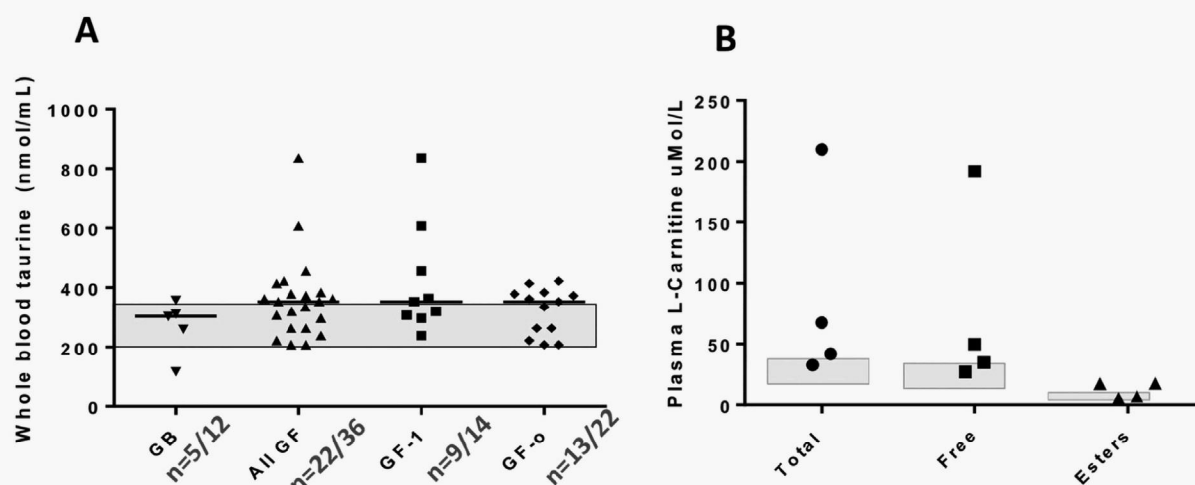 A
Whole blood taurine (nmol/mL)
1000
800
600
400
200
0
GB
n=5/12
All GF
n=22/36
GF-1
n=9/14
GF-o
n=13/22
B
Plasma L-Carnitine uMol/L
250
200
150
100
50
0
Total
Free
Esters